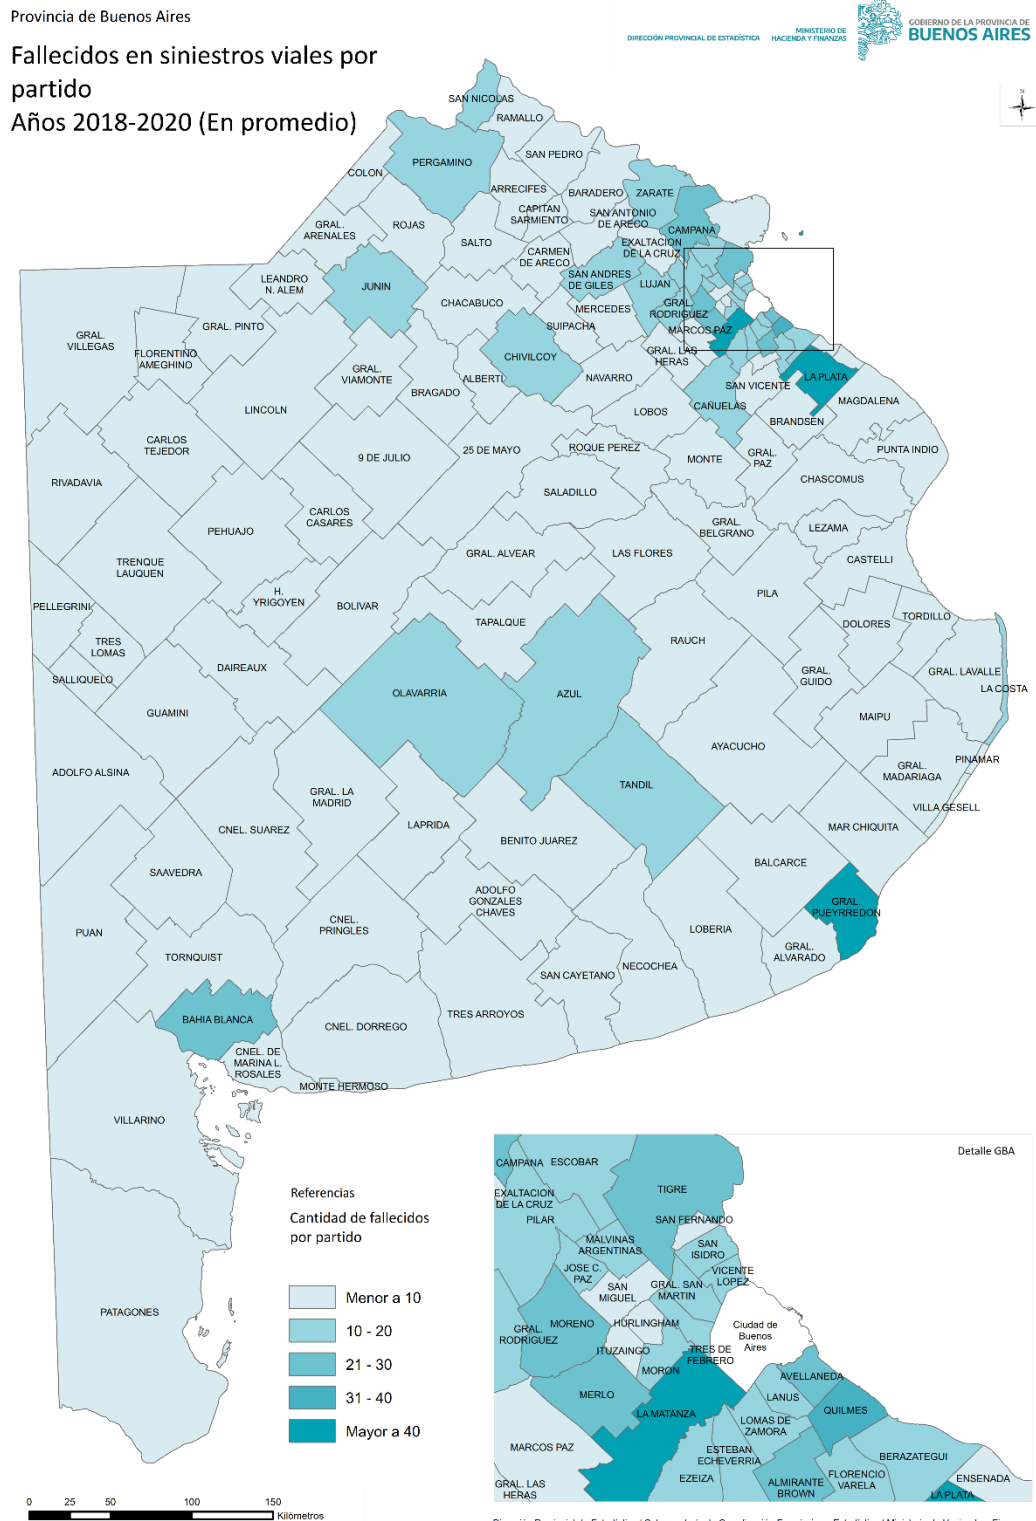 Provincia de Buenos Aires
Fallecidos en siniestros viales por
partido
Años 2018-2020 (En promedio)
DIRECCIÓN PROVINCIAL DE ESTADÍSTICA
MINISTERIO DE
HACIENDA Y FINANZAS
GOBIERNO DE LA PROVINCIA DE
BUENOS AIRES
N
SAN NICOLAS
RAMALLO
PERGAMINO
SAN PEDRO
COLON
ARRECIFES
BARADERO
ZARATE
CAPITAN
SARMIENTO
SAN ANTONIO
DE ARECO
GRAL.
ARENALES
ROJAS
SALTO
CAMPANA
EXALTACION
DE LA CRUZ
CARMEN
DE ARECO
LEANDRO
N. ALEM
JUNIN
SAN ANDRES
DE GILES
LUJAN
CHACABUCO
MERCEDES
GRAL.
RODRIGUEZ
GRAL. PINTO
SUIPACHA
MARCOS PAZ
GRAL.
VILLEGAS
FLORENTINO
AMEGHINO
CHIVILCOY
GRAL. LAS
HERAS
GRAL.
VIAMONTE
ALBERTI
NAVARRO
SAN VICENTE
LA PLATA
BRAGADO
LINCOLN
LOBOS
CAÑUELAS
MAGDALENA
BRANDSEN
CARLOS
TEJEDOR
9 DE JULIO
25 DE MAYO
ROQUE PEREZ
MONTE
GRAL.
PAZ
PUNTA INDIO
RIVADAVIA
SALADILLO
CHASCOMUS
CARLOS
CASARES
PEHUAJO
GRAL.
BELGRANO
LEZAMA
TRENQUE
LAUQUEN
GRAL. ALVEAR
LAS FLORES
CASTELLI
H.
YRIGOYEN
PELLEGRINI
BOLIVAR
PILA
TAPALQUE
DOLORES
TORDILLO
TRES
LOMAS
RAUCH
SALLIQUELO
DAIREAUX
GRAL.
GUIDO
GRAL. LAVALLE
LA COSTA
OLAVARRIA
AZUL
GUAMINI
MAIPU
AYACUCHO
PINAMAR
ADOLFO ALSINA
GRAL.
MADARIAGA
TANDIL
GRAL. LA
MADRID
VILLA GESELL
CNEL. SUAREZ
LAPRIDA
MAR CHIQUITA
BENITO JUAREZ
BALCARCE
SAAVEDRA
ADOLFO
GONZALES
CHAVES
GRAL.
PUEYRREDON
CNEL.
PRINGLES
PUAN
LOBERIA
TORNQUIST
GRAL.
ALVARADO
SAN CAYETANO
NECOCHEA
BAHIA BLANCA
CNEL. DORREGO
TRES ARROYOS
CNEL. DE
MARINA L.
ROSALES
MONTE HERMOSO
VILLARINO
PATAGONES
Referencias
Cantidad de fallecidos
por partido
Menor a 10
10 - 20
21 - 30
31 - 40
Mayor a 40
0 25 50 100 150
Kilómetros
Detalle GBA
CAMPANA
ESCOBAR
TIGRE
EXALTACION
DE LA CRUZ
PILAR
SAN FERNANDO
MALVINAS
ARGENTINAS
SAN
ISIDRO
JOSE C.
PAZ
VICENTE
LOPEZ
SAN
MIGUEL
GRAL. SAN
MARTIN
GRAL.
RODRIGUEZ
MORENO
HURLINGHAM
Ciudad de
Buenos
Aires
ITUZAINGO
TRES DE
FEBRERO
MORON
AVELLANEDA
MERLO
LANUS
LA MATANZA
QUILMES
LOMAS DE
ZAMORA
MARCOS PAZ
ESTEBAN
ECHEVERRIA
BERAZATEGUI
EZEIZA
ALMIRANTE
BROWN
FLORENCIO
VARELA
ENSENADA
GRAL. LAS
HERAS
LA PLATA